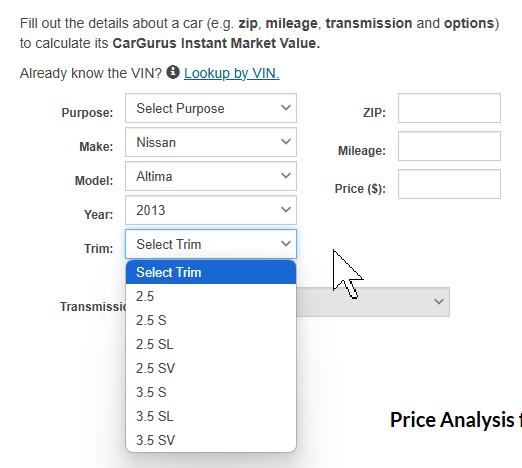 Fill out the details about a car (e.g. zip, mileage, transmission and options)
to calculate its CarGurus Instant Market Value.
Already know the VIN? Lookup by VIN.
Purpose: Select Purpose
ZIP:
Make: Nissan
Mileage:
Model: Altima
Price ($):
Year: 2013
Trim: Select Trim
Select Trim
2.5
Transmissio
2.5 S
2.5 SL
2.5 SV
3.5 S
3.5 SL
3.5 SV
Price Analysis f